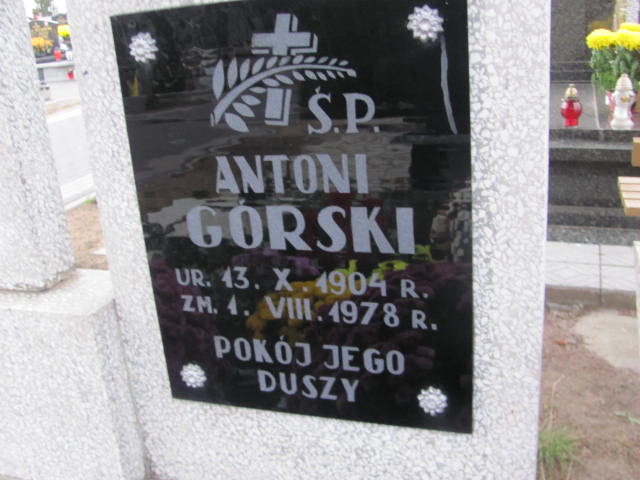 Ś.P.
ANTONI
GÓRSKI
UR. 13. X. 1904 R.
ZM. 1. VIII. 1978 R.
POKÓJ JEGO
DUSZY